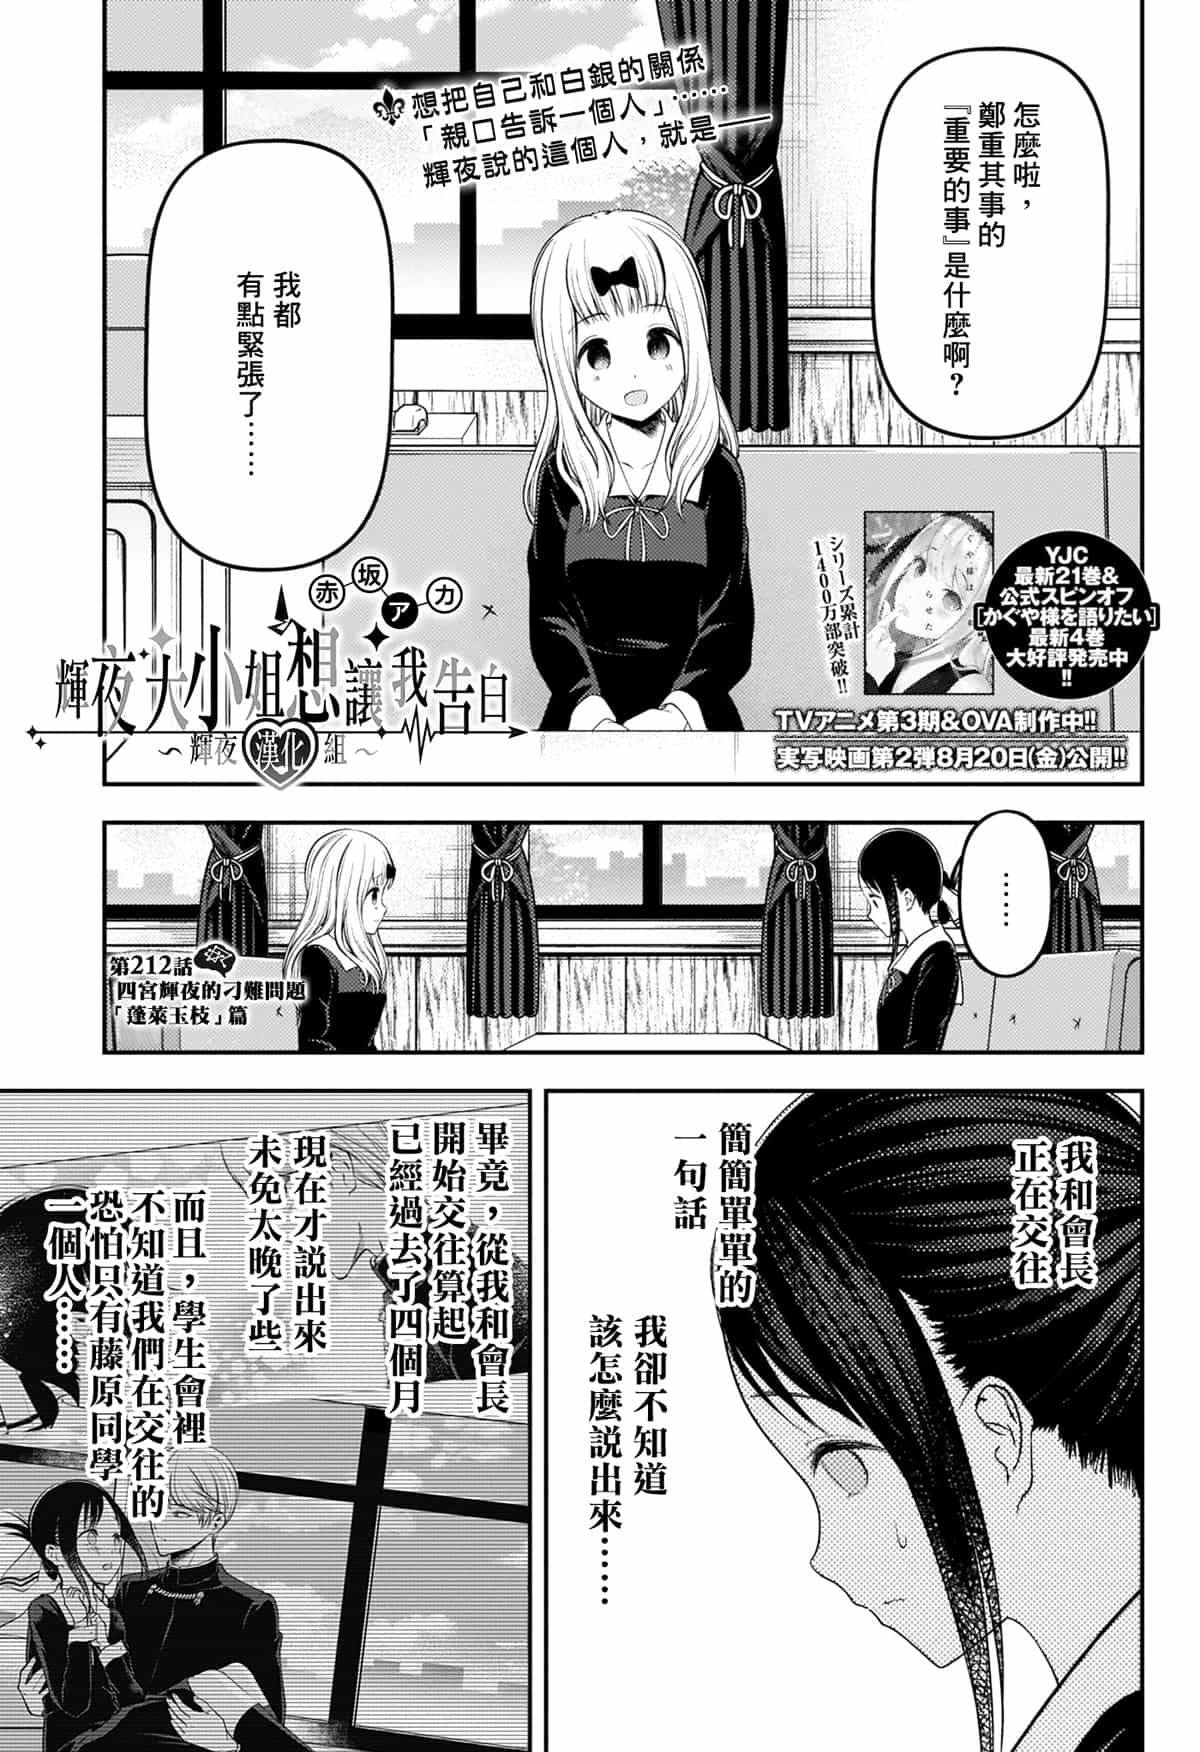 想把自己和白銀的關係
「親口告訴一個人」……
輝夜說的這個人，就是——
怎麼啦，
鄭重其事的
『重要的事』是什麼啊？
我都
有點緊張了……
赤坂アカ
輝夜大小姐想讓我告白
～輝夜漢化組～
シリーズ累計
1400万部突破!!
YJC
最新21巻&
公式スピンオフ
[かぐや様を語りたい]
最新4巻
大好評発売中
!!
TVアニメ第3期&OVA制作中!!
実写映画第2弾8月20日(金)公開!!
……
第212話
四宮輝夜的刁難問題
「蓬萊玉枝」篇
我和會長
正在交往
簡簡單單的
一句話
我卻不知道
該怎麼說出來……
畢竟，從我和會長
開始交往算起
已經過去了四個月
現在才說出來
未免太晚了些
而且，學生會裡
不知道我們在交往的
恐怕只有藤原同學
一個人……